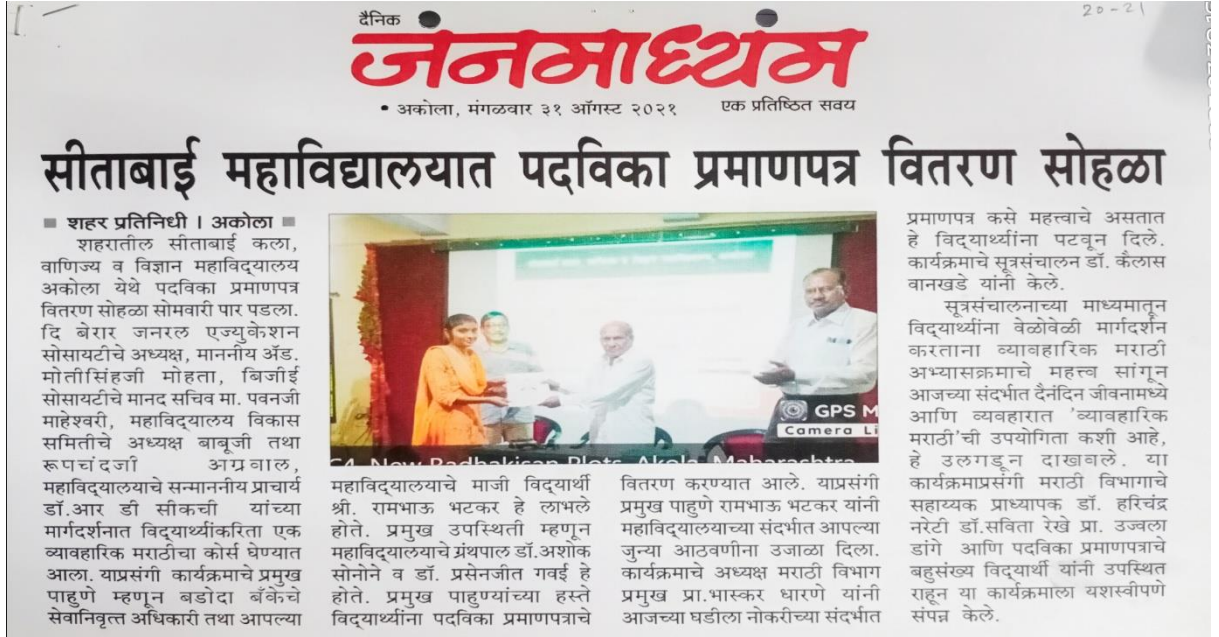 20-21
दैनिक
जंनमाध्यंम
• अकोला, मंगळवार ३१ ऑगस्ट २०२१ एक प्रतिष्ठित सवय
सीताबाई महाविद्यालयात पदविका प्रमाणपत्र वितरण सोहळा
शहर प्रतिनिधी । अकोला
शहरातील सीताबाई कला,
वाणिज्य व विज्ञान महाविद्यालय
अकोला येथे पदविका प्रमाणपत्र
वितरण सोहळा सोमवारी पार पडला.
दि बेरार जनरल एज्युकेशन
सोसायटीचे अध्यक्ष, माननीय ॲड.
मोतीसिंहजी मोहता, बिजीई
सोसायटीचे मानद सचिव मा. पवनजी
माहेश्वरी, महाविद्यालय विकास
समितीचे अध्यक्ष बाबूजी तथा
रूपचंदजी अग्रवाल,
महाविद्यालयाचे सन्माननीय प्राचार्य
डॉ.आर डी सीकची यांच्या
मार्गदर्शनात विद्यार्थ्यांकरिता एक
व्यावहारिक मराठीचा कोर्स घेण्यात
आला. याप्रसंगी कार्यक्रमाचे प्रमुख
पाहुणे म्हणून बडोदा बँकेचे
सेवानिवृत्त अधिकारी तथा आपल्या
GPS M
Camera Li
C4, New Radhakisan Plots, Akola, Maharashtra
महाविद्यालयाचे माजी विद्यार्थी
श्री. रामभाऊ भटकर हे लाभले
होते. प्रमुख उपस्थिती म्हणून
महाविद्यालयाचे ग्रंथपाल डॉ.अशोक
सोनोने व डॉ. प्रसेनजीत गवई हे
होते. प्रमुख पाहुण्यांच्या हस्ते
विद्यार्थ्यांना पदविका प्रमाणपत्राचे
वितरण करण्यात आले. याप्रसंगी
प्रमुख पाहुणे रामभाऊ भटकर यांनी
महाविद्यालयाच्या संदर्भात आपल्या
जुन्या आठवणीना उजाळा दिला.
कार्यक्रमाचे अध्यक्ष मराठी विभाग
प्रमुख प्रा.भास्कर धारणे यांनी
आजच्या घडीला नोकरीच्या संदर्भात
प्रमाणपत्र कसे महत्त्वाचे असतात
हे विद्यार्थ्यांना पटवून दिले.
कार्यक्रमाचे सूत्रसंचालन डॉ. कैलास
वानखडे यांनी केले.
सूत्रसंचालनाच्या माध्यमातून
विद्यार्थ्यांना वेळोवेळी मार्गदर्शन
करताना व्यावहारिक मराठी
अभ्यासक्रमाचे महत्त्व सांगून
आजच्या संदर्भात दैनंदिन जीवनामध्ये
आणि व्यवहारात 'व्यावहारिक
मराठी'ची उपयोगिता कशी आहे,
हे उलगडून दाखवले. या
कार्यक्रमाप्रसंगी मराठी विभागाचे
सहाय्यक प्राध्यापक डॉ. हरिचंद्र
नरेटी डॉ.सविता रेखे प्रा. उज्वला
डांगे आणि पदविका प्रमाणपत्राचे
बहुसंख्य विद्यार्थी यांनी उपस्थित
राहून या कार्यक्रमाला यशस्वीपणे
संपन्न केले.